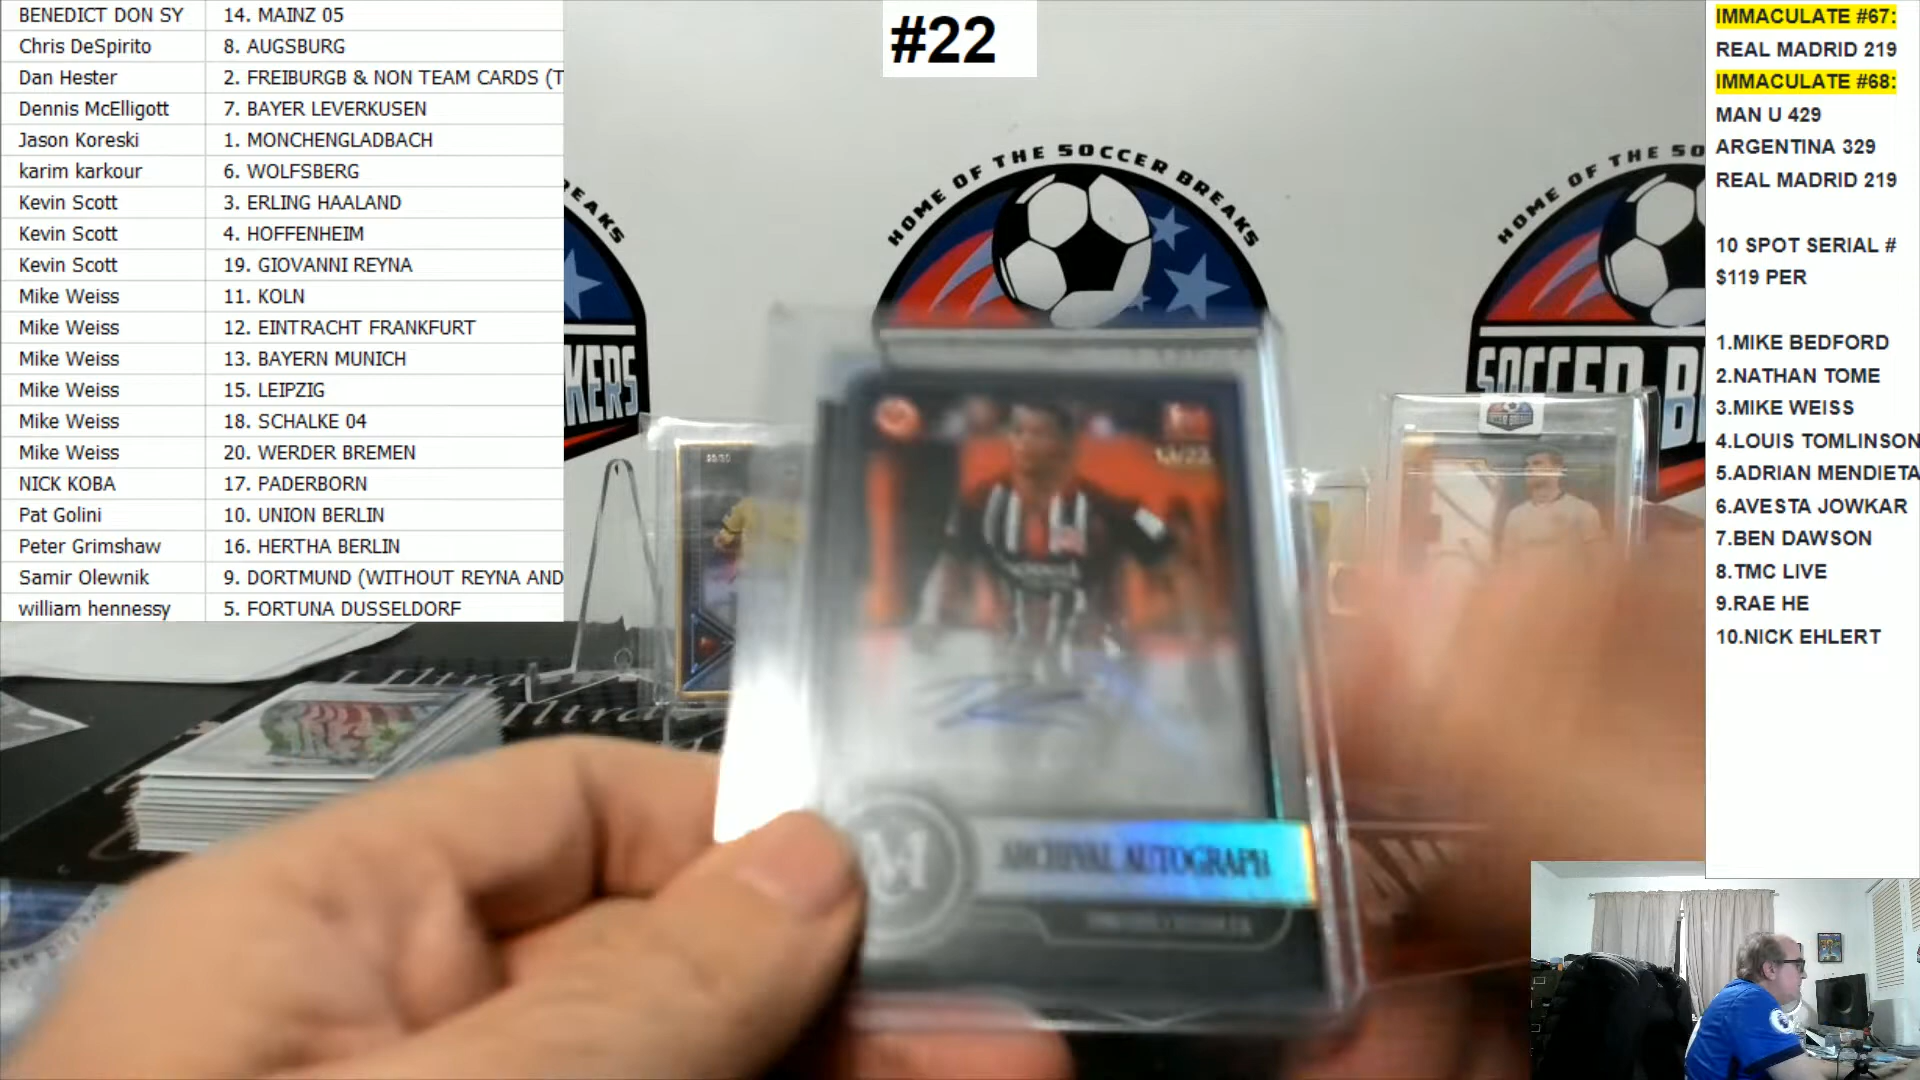 BENEDICT DON SY 14. MAINZ 05
Chris DeSpirito 8. AUGSBURG
Dan Hester 2. FREIBURGB & NON TEAM CARDS (T
Dennis McElligott 7. BAYER LEVERKUSEN
Jason Koreski 1. MONCHENGLADBACH
karim karkour 6. WOLFSBERG
Kevin Scott 3. ERLING HAALAND
Kevin Scott 4. HOFFENHEIM
Kevin Scott 19. GIOVANNI REYNA
Mike Weiss 11. KOLN
Mike Weiss 12. EINTRACHT FRANKFURT
Mike Weiss 13. BAYERN MUNICH
Mike Weiss 15. LEIPZIG
Mike Weiss 18. SCHALKE 04
Mike Weiss 20. WERDER BREMEN
NICK KOBA 17. PADERBORN
Pat Golini 10. UNION BERLIN
Peter Grimshaw 16. HERTHA BERLIN
Samir Olewnik 9. DORTMUND (WITHOUT REYNA AND
william hennessy 5. FORTUNA DUSSELDORF
#22
HOME OF THE SOCCER BREAKS
EAKS
KERS
HOME OF THE SO
SOCCER B
ARCHIVAL AUTOGRAPH
IMMACULATE #67:
REAL MADRID 219
IMMACULATE #68:
MAN U 429
ARGENTINA 329
REAL MADRID 219
10 SPOT SERIAL #
$119 PER
1.MIKE BEDFORD
2.NATHAN TOME
3.MIKE WEISS
4.LOUIS TOMLINSON
5.ADRIAN MENDIETA
6.AVESTA JOWKAR
7.BEN DAWSON
8.TMC LIVE
9.RAE HE
10.NICK EHLERT